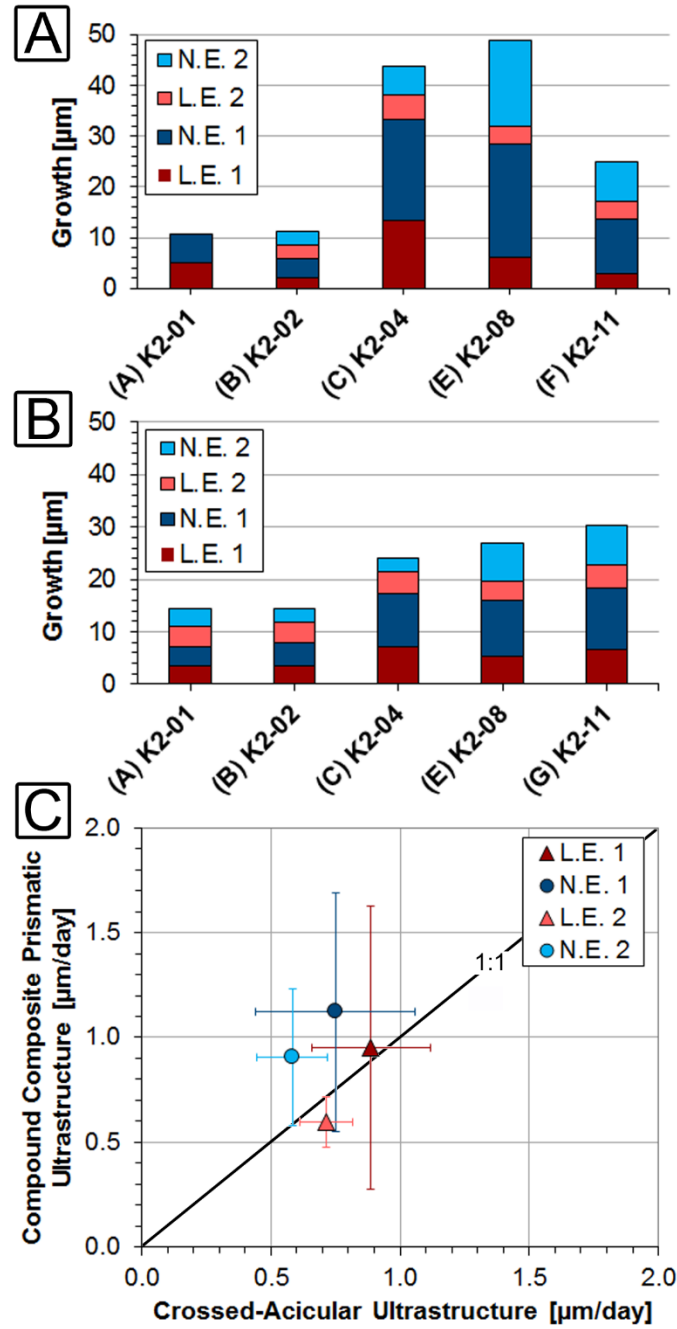 A
50
40
30
20
10
0
Growth [µm]
N.E. 2
L.E. 2
N.E. 1
L.E. 1
(A) K2-01
(B) K2-02
(C) K2-04
(E) K2-08
(F) K2-11
B
50
40
30
20
10
0
Growth [µm]
N.E. 2
L.E. 2
N.E. 1
L.E. 1
(A) K2-01
(B) K2-02
(C) K2-04
(E) K2-08
(G) K2-11
C
2.0
1.5
1.0
0.5
0.0
Compound Composite Prismatic
Ultrastructure [µm/day]
L.E. 1
N.E. 1
L.E. 2
N.E. 2
1:1
0.0
0.5
1.0
1.5
2.0
Crossed-Acicular Ultrastructure [µm/day]